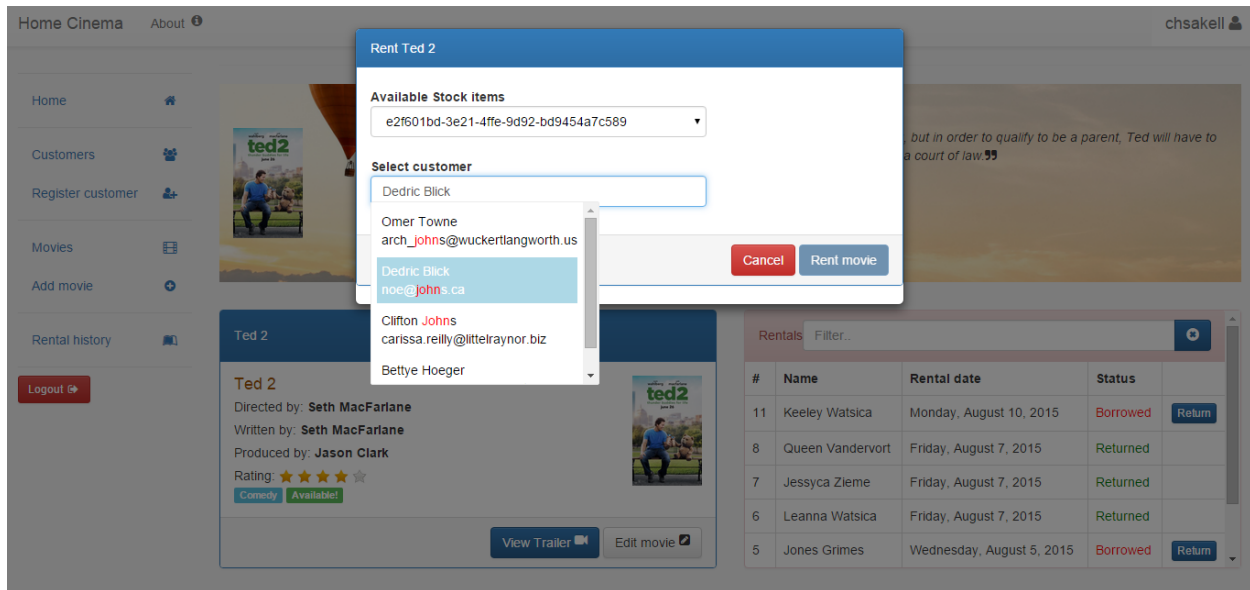 Home Cinema About
chsakell
Home
Customers
Register customer
Movies
Add movie
Rental history
Logout
Rent Ted 2
Available Stock items
e2f601bd-3e21-4ffe-9d92-bd9454a7c589
Select customer
Dedric Blick
Omer Towne
arch_johns@wuckertlangworth.us
Dedric Blick
noe@johns.ca
Clifton Johns
carissa.reilly@littelraynor.biz
Bettye Hoeger
Cancel Rent movie
ted2
, but in order to qualify to be a parent, Ted will have to
a court of law.
Ted 2
Ted 2
Directed by: Seth MacFarlane
Written by: Seth MacFarlane
Produced by: Jason Clark
Rating:
Comedy Available!
ted2
View Trailer Edit movie
Rentals Filter..
# Name Rental date Status
11 Keeley Watsica Monday, August 10, 2015 Borrowed Return
8 Queen Vandervort Friday, August 7, 2015 Returned
7 Jessyca Zieme Friday, August 7, 2015 Returned
6 Leanna Watsica Friday, August 7, 2015 Returned
5 Jones Grimes Wednesday, August 5, 2015 Borrowed Return